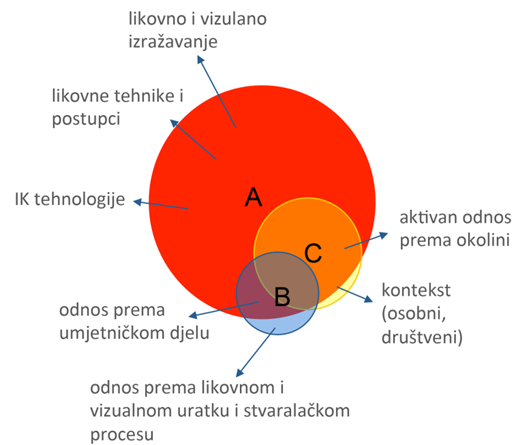 likovno i vizulano
izražavanje
likovne tehnike i
postupci
IK tehnologije
A
C
B
aktivan odnos
prema okolini
kontekst
(osobni,
društveni)
odnos prema
umjetničkom djelu
odnos prema likovnom i
vizualnom uratku i stvaralačkom
procesu